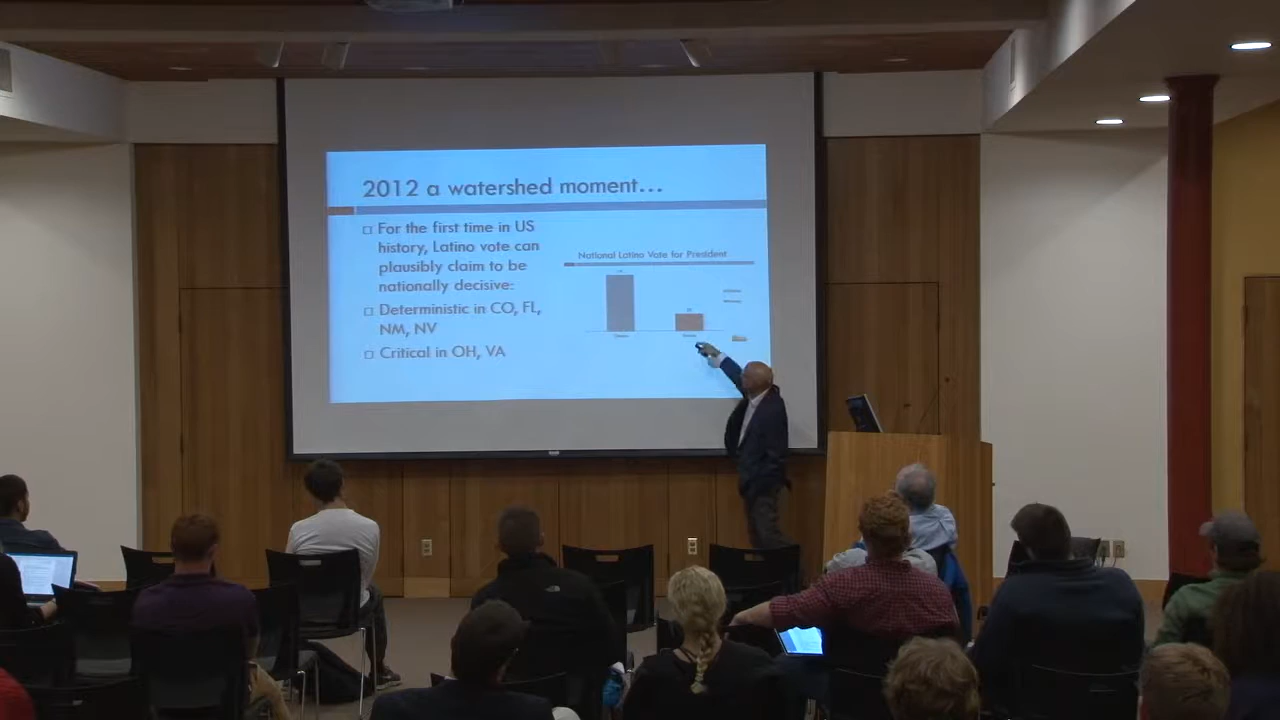 2012 a watershed moment...
□ For the first time in US
history, Latino vote can
plausibly claim to be
nationally decisive:
□ Deterministic in CO, FL,
NM, NV
□ Critical in OH, VA
National Latino Vote for President